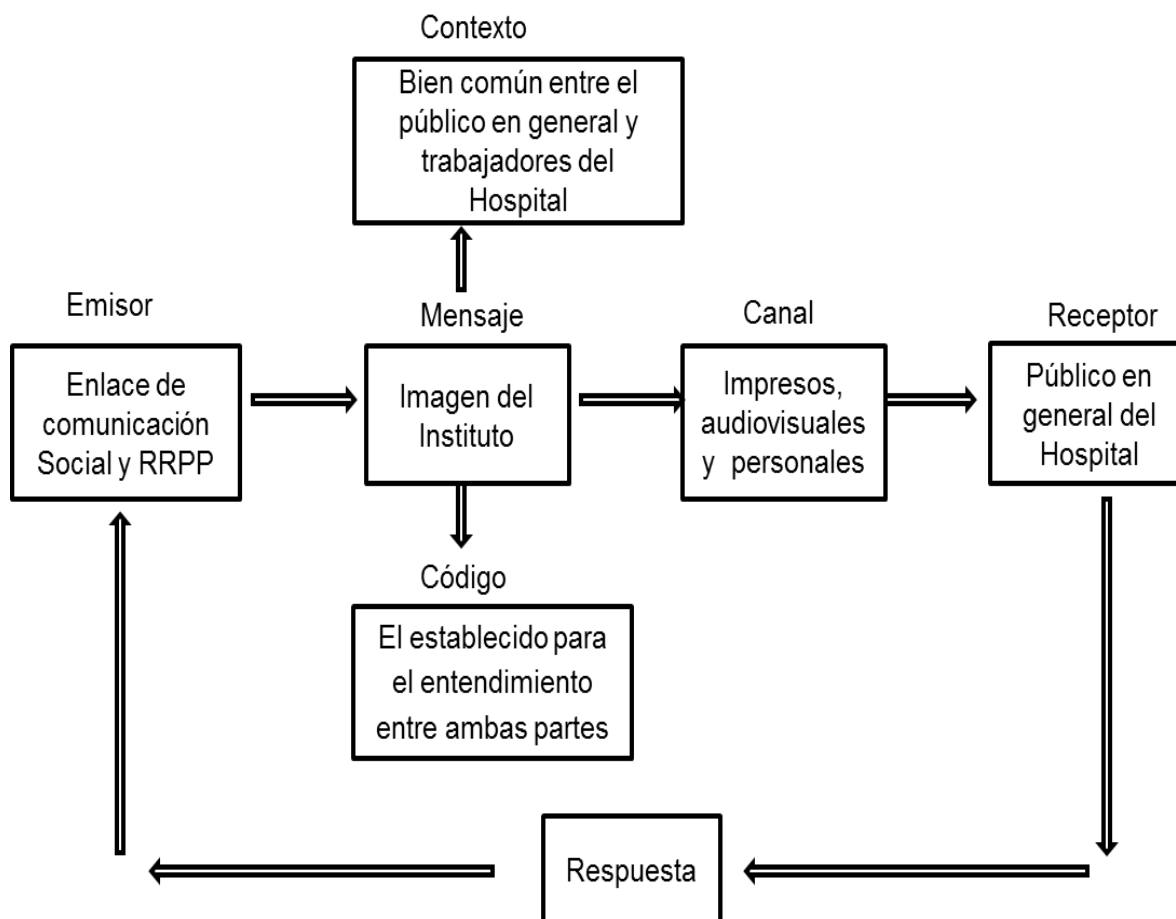 Contexto
Bien común entre el
público en general y
trabajadores del
Hospital
Emisor
Enlace de
comunicación
Social y RRPP
Mensaje
Imagen del
Instituto
Canal
Impresos,
audiovisuales
y personales
Receptor
Público en
general del
Hospital
Código
El establecido para
el entendimiento
entre ambas partes
Respuesta